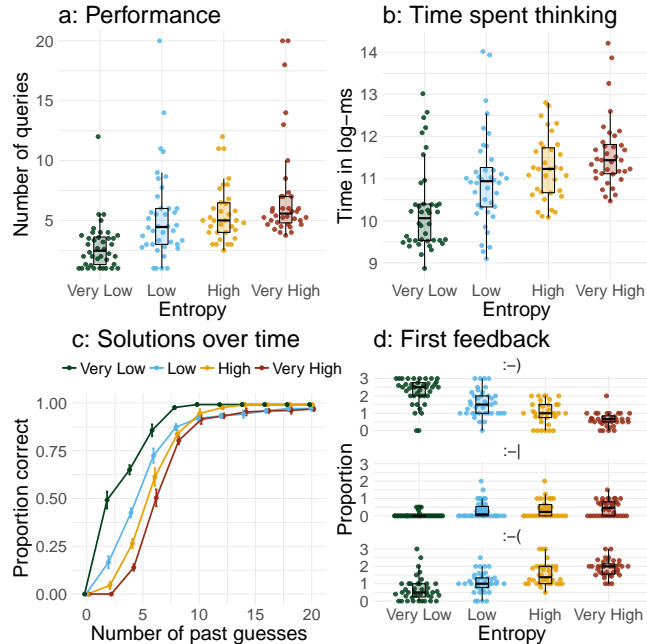 a: Performance
Number of queries
20
15
10
5
Very Low Low High Very High
Entropy
b: Time spent thinking
Time in log−ms
14
13
12
11
10
9
Very Low Low High Very High
Entropy
c: Solutions over time
Very Low Low High Very High
Proportion correct
1.00
0.75
0.50
0.25
0.00
0 5 10 15 20
Number of past guesses
d: First feedback
Proportion
:−)
3
2
1
0
:−|
3
2
1
0
:−(
3
2
1
0
Very Low Low High Very High
Entropy